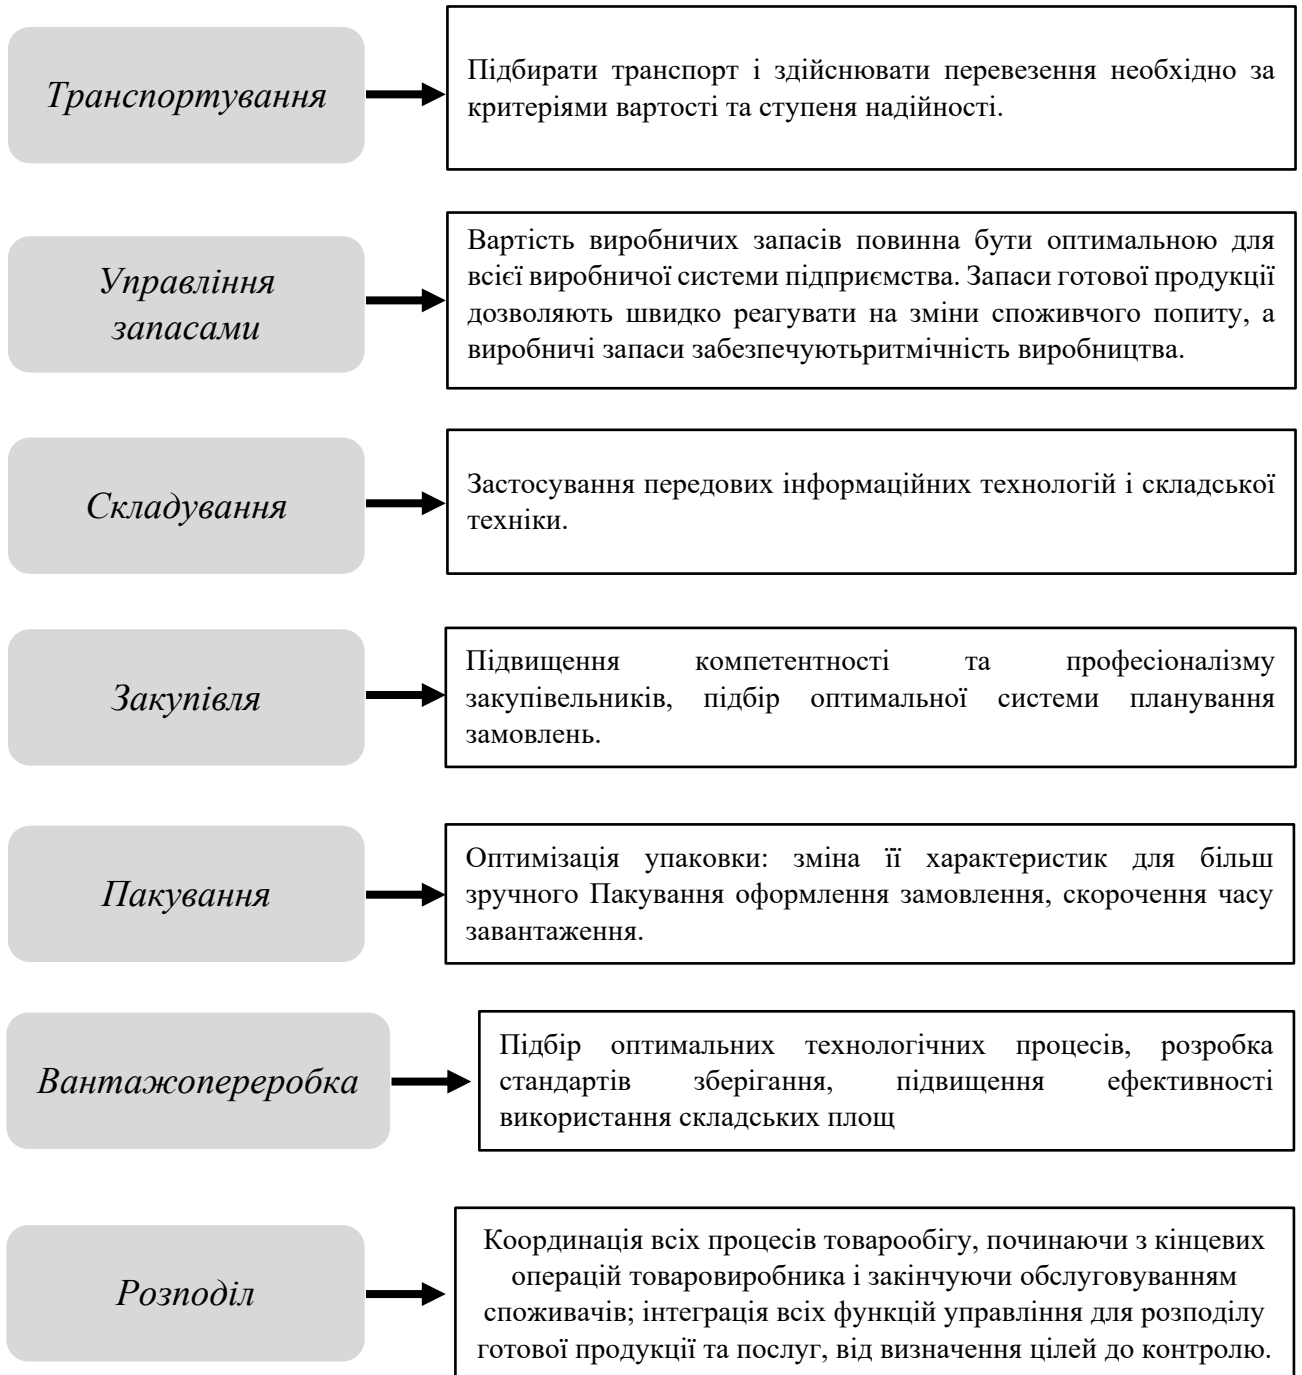 Транспортування
Підбирати транспорт і здійснювати перевезення необхідно за
критеріями вартості та ступеня надійності.
Управління
запасами
Вартість виробничих запасів повинна бути оптимальною для
всієї виробничої системи підприємства. Запаси готової продукції
дозволяють швидко реагувати на зміни споживчого попиту, а
виробничі запаси забезпечуютьритмічність виробництва.
Складування
Застосування передових інформаційних технологій і складської
техніки.
Закупівля
Підвищення компетентності та професіоналізму
закупівельників, підбір оптимальної системи планування
замовлень.
Пакування
Оптимізація упаковки: зміна її характеристик для більш
зручного Пакування оформлення замовлення, скорочення часу
завантаження.
Вантажопереробка
Підбір оптимальних технологічних процесів, розробка
стандартів зберігання, підвищення ефективності
використання складських площ
Розподіл
Координація всіх процесів товарообігу, починаючи з кінцевих
операцій товаровиробника і закінчуючи обслуговуванням
споживачів; інтеграція всіх функцій управління для розподілу
готової продукції та послуг, від визначення цілей до контролю.